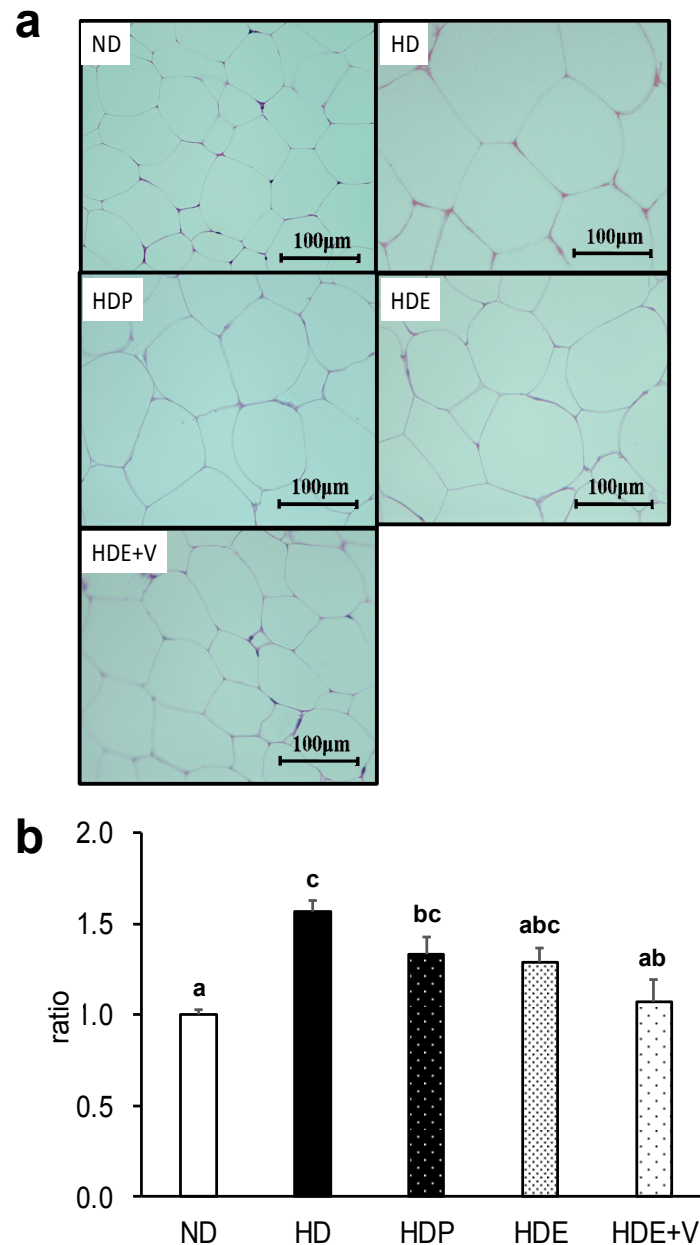 a
ND
HD
100μm
100μm
HDP
HDE
100μm
100μm
HDE+V
100μm
b
2.0
1.5
1.0
0.5
0.0
ratio
a
c
bc
abc
ab
ND HD HDP HDE HDE+V